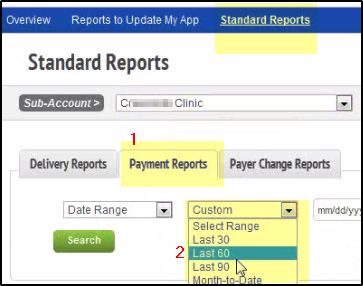 Overview Reports to Update My App Standard Reports
Standard Reports
Sub-Account > Clinic
1
Delivery Reports Payment Reports Payer Change Reports
Date Range Custom mm/dd/yyy
Select Range
Search Last 30
2 Last 60
Last 90
Month-to-Date